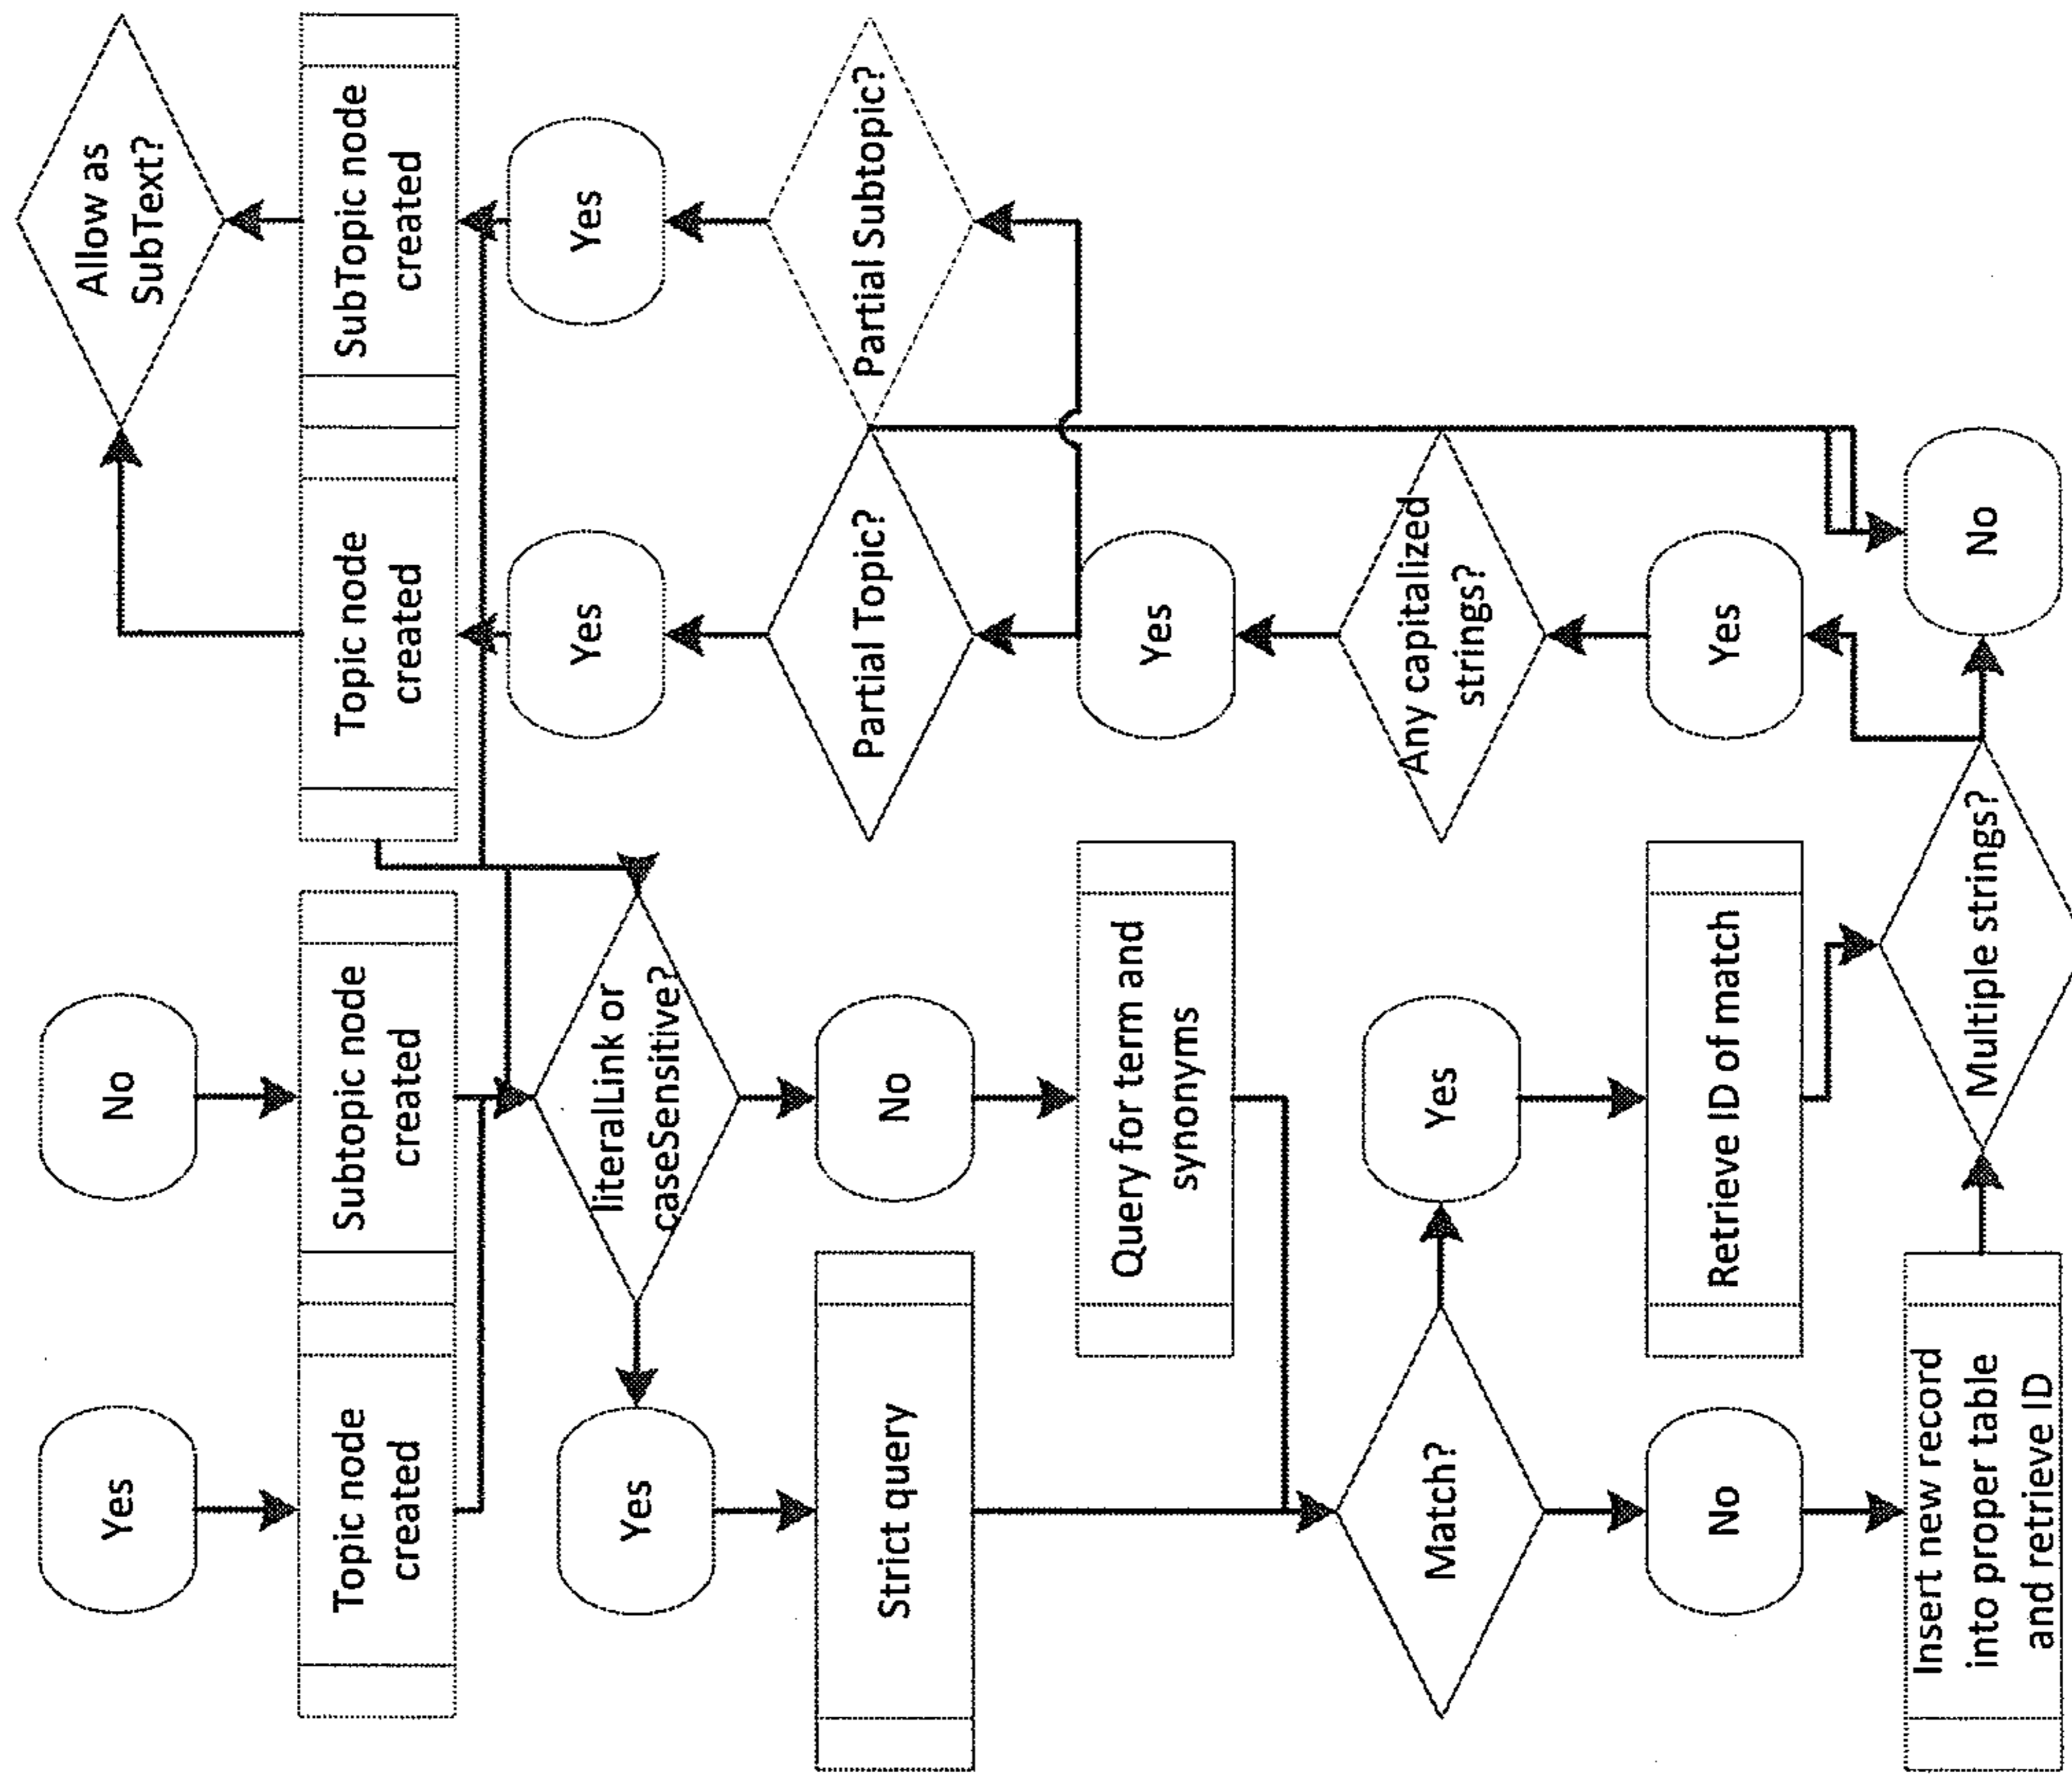 Yes
No
Allow as
SubText?
Topic node
created
Subtopic node
created
Topic node
created
SubTopic node
created
Yes
literalLink or
caseSensitive?
Yes
Yes
Strict query
No
Partial Topic?
Partial Subtopic?
Query for term and
synonyms
Yes
Match?
Yes
Any capitalized
strings?
No
Retrieve ID of match
Yes
Insert new record
into proper table
and retrieve ID
Multiple strings?
No